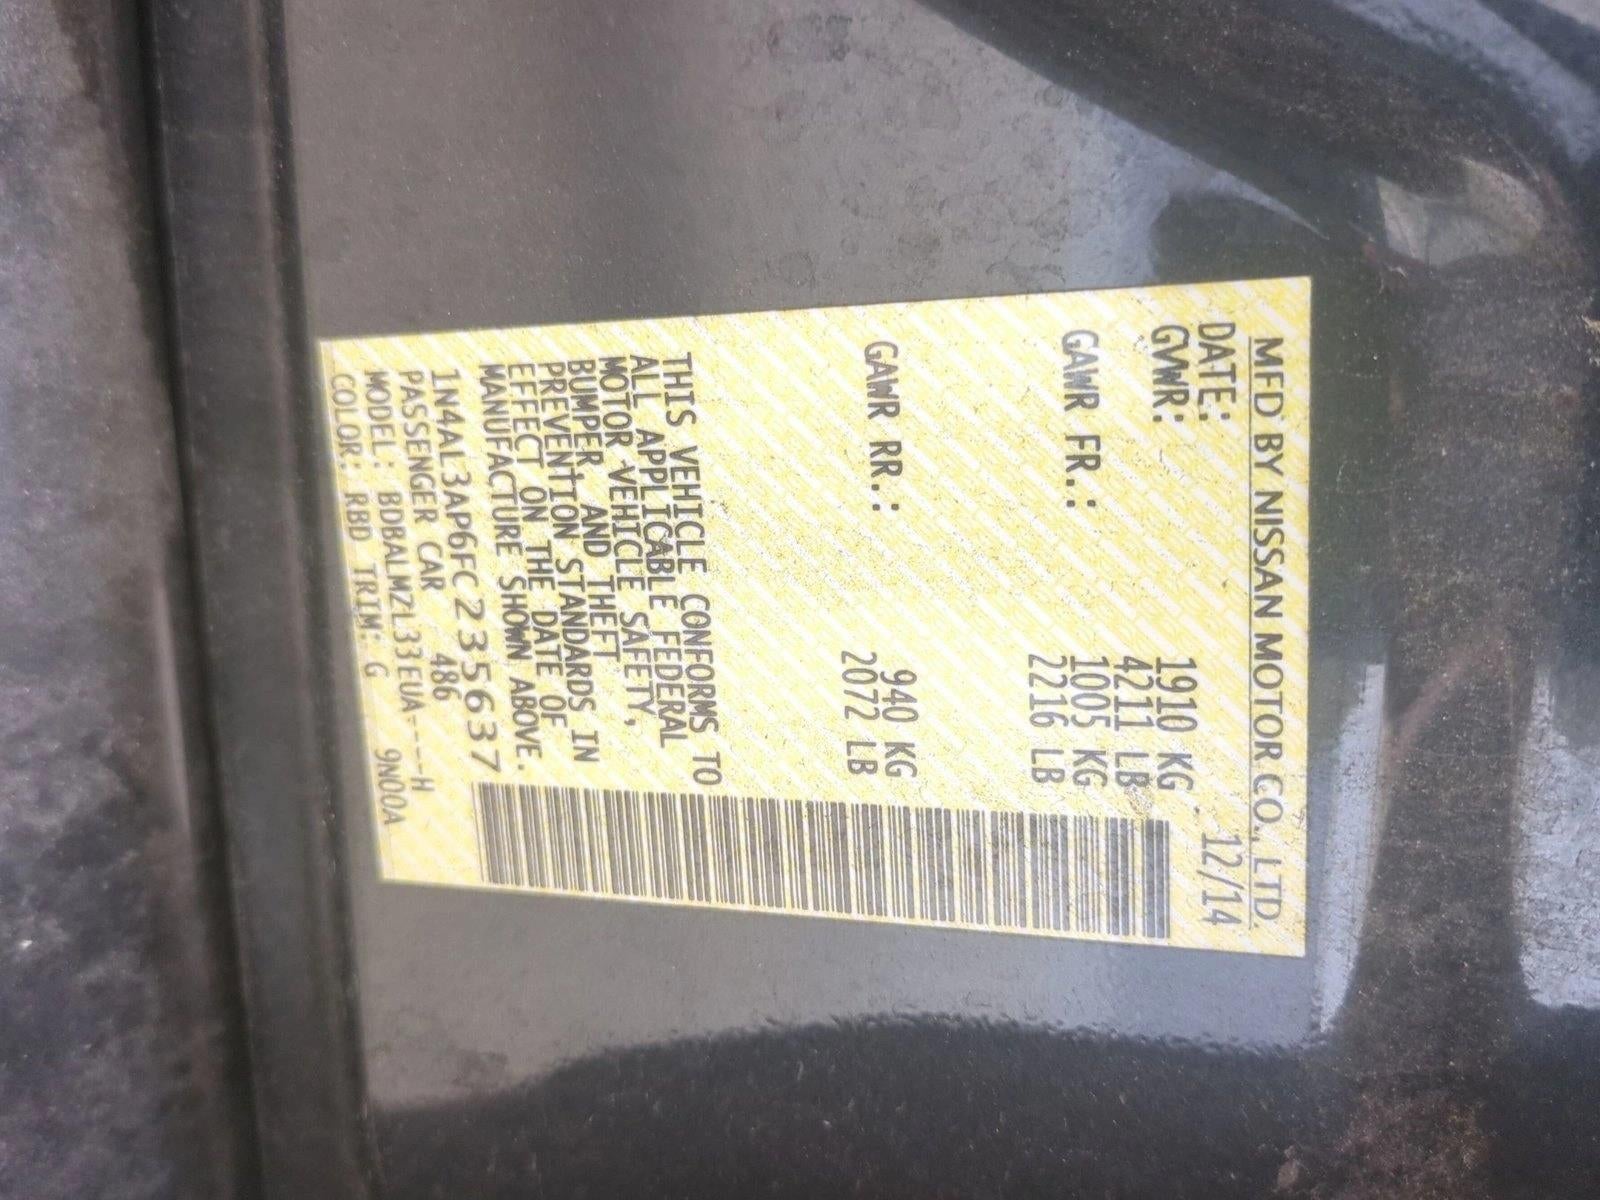 MFD BY NISSAN MOTOR CO., LTD.
DATE: 12/14
GVWR: 1910 KG
4211 LB
GAWR FR.: 1005 KG
2216 LB
GAWR RR.: 940 KG
2072 LB
THIS VEHICLE CONFORMS TO
ALL APPLICABLE FEDERAL
MOTOR VEHICLE SAFETY,
BUMPER, AND THEFT
PREVENTION STANDARDS IN
EFFECT ON THE DATE OF
MANUFACTURE SHOWN ABOVE.
1N4AL3AP6FC235637
PASSENGER CAR 486
MODEL: BDBALMZL33EUA----H
COLOR: RBD TRIM: G 9N00A